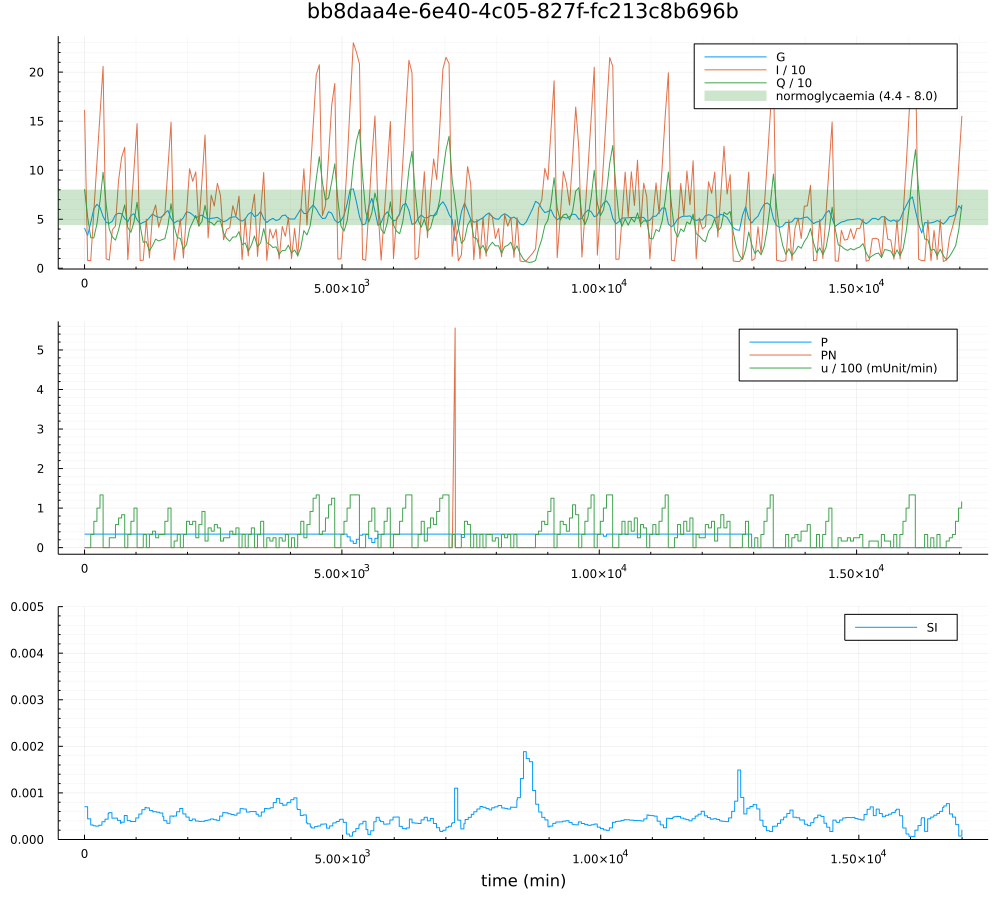 bb8daa4e-6e40-4c05-827f-fc213c8b696b
G
I / 10
Q / 10
normoglycaemia (4.4 - 8.0)
20
15
10
5
0
0
5.00×10³
1.00×10⁴
1.50×10⁴
P
PN
u / 100 (mUnit/min)
5
4
3
2
1
0
0
5.00×10³
1.00×10⁴
1.50×10⁴
SI
0.005
0.004
0.003
0.002
0.001
0.000
0
5.00×10³
1.00×10⁴
1.50×10⁴
time (min)